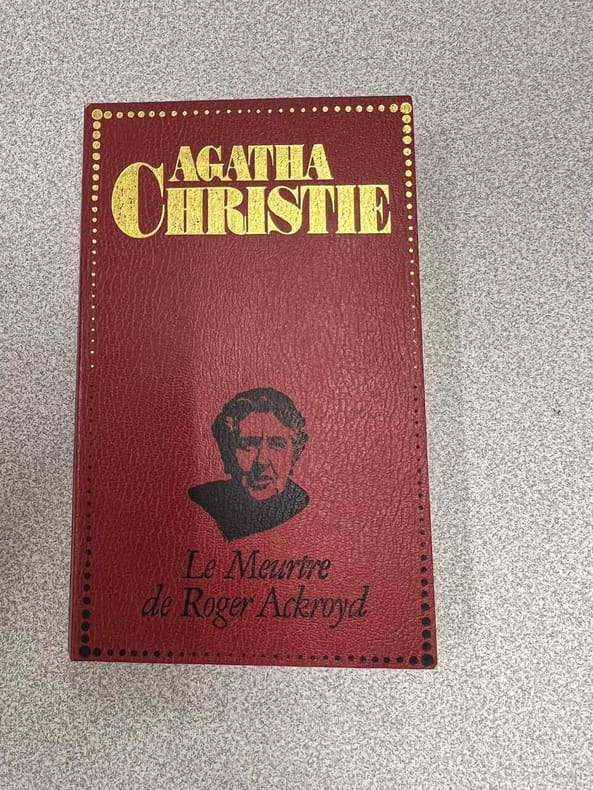 AGATHA
CHRISTIE
Le Meurtre
de Roger Ackroyd